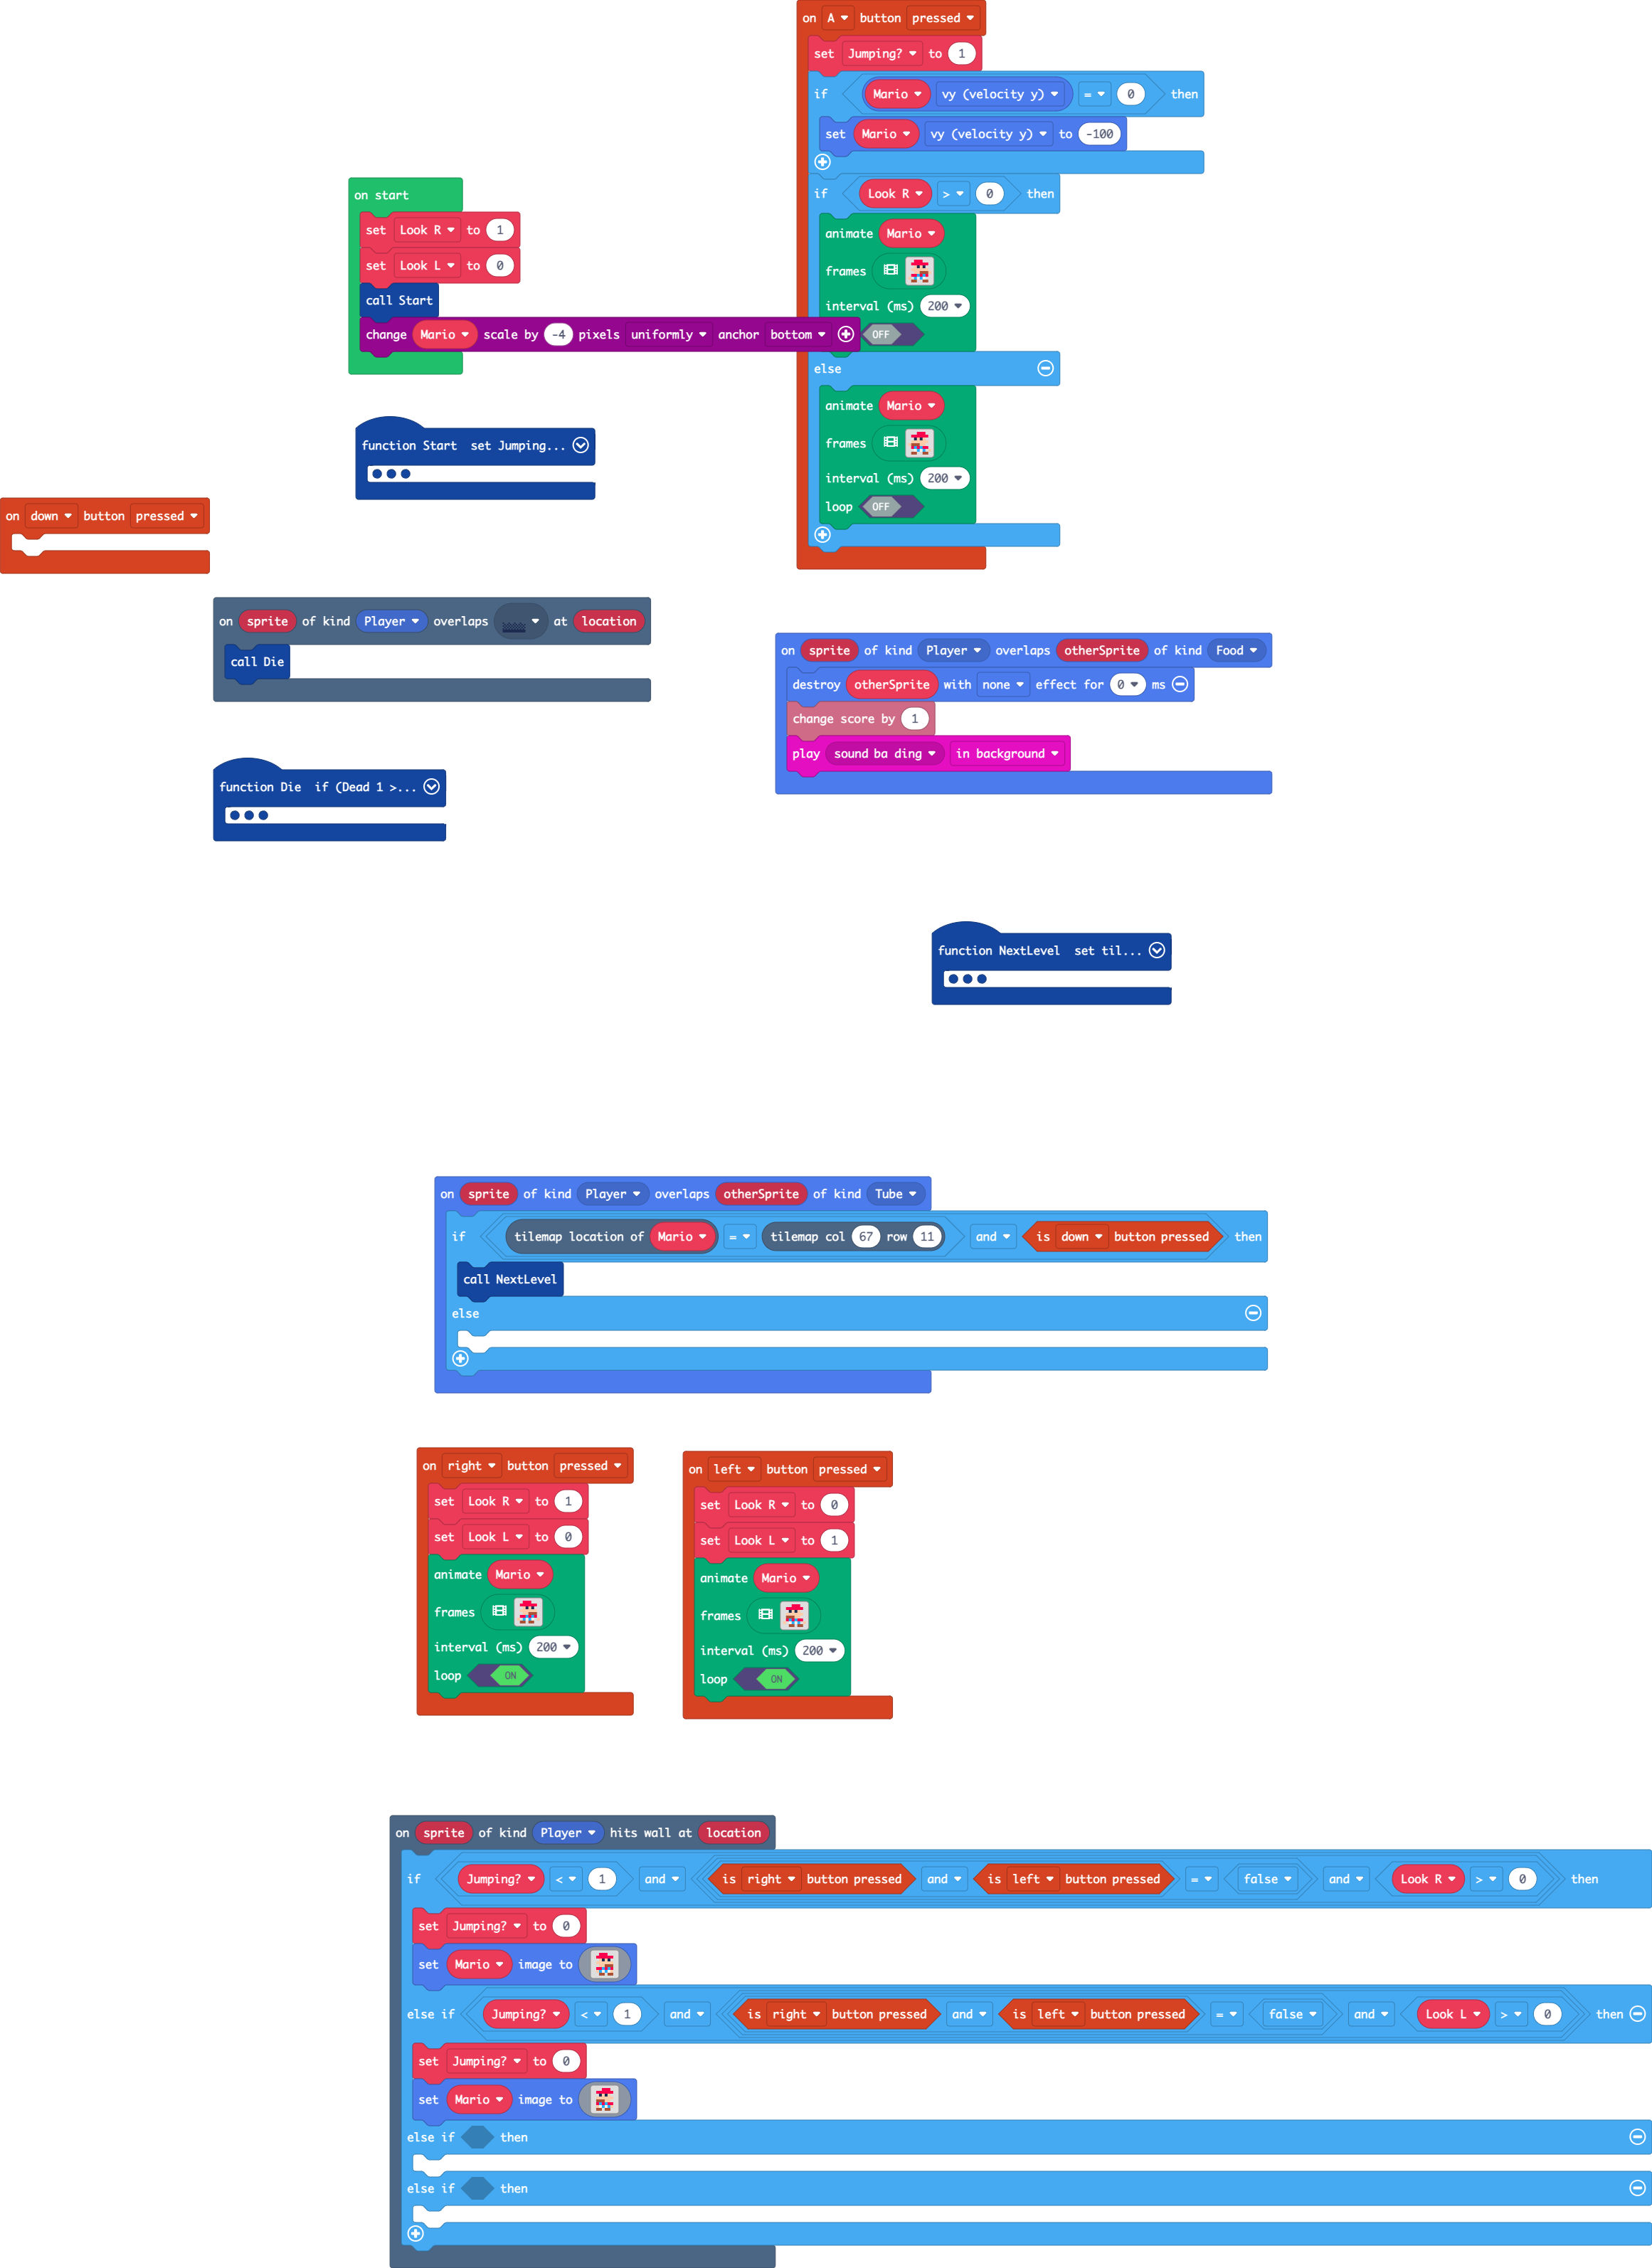 on A button pressed
set Jumping? to 1
if Mario vy (velocity y) = 0 then
set Mario vy (velocity y) to -100
if Look R > 0 then
animate Mario
frames
interval (ms) 200
OFF
else
animate Mario
frames
interval (ms) 200
loop OFF
on start
set Look R to 1
set Look L to 0
call Start
change Mario scale by -4 pixels uniformly anchor bottom
function Start set Jumping...
on down button pressed
on sprite of kind Player overlaps at location
call Die
on sprite of kind Player overlaps otherSprite of kind Food
destroy otherSprite with none effect for 0 ms
change score by 1
play sound ba ding in background
function Die if (Dead 1 >...
function NextLevel set til...
on sprite of kind Player overlaps otherSprite of kind Tube
if tilemap location of Mario = tilemap col 67 row 11 and is down button pressed then
call NextLevel
else
on right button pressed
set Look R to 1
set Look L to 0
animate Mario
frames
interval (ms) 200
loop ON
on left button pressed
set Look R to 0
set Look L to 1
animate Mario
frames
interval (ms) 200
loop ON
on sprite of kind Player hits wall at location
if Jumping? < 1 and is right button pressed and is left button pressed = false and Look R > 0 then
set Jumping? to 0
set Mario image to
else if Jumping? < 1 and is right button pressed and is left button pressed = false and Look L > 0 then
set Jumping? to 0
set Mario image to
else if then
else if then